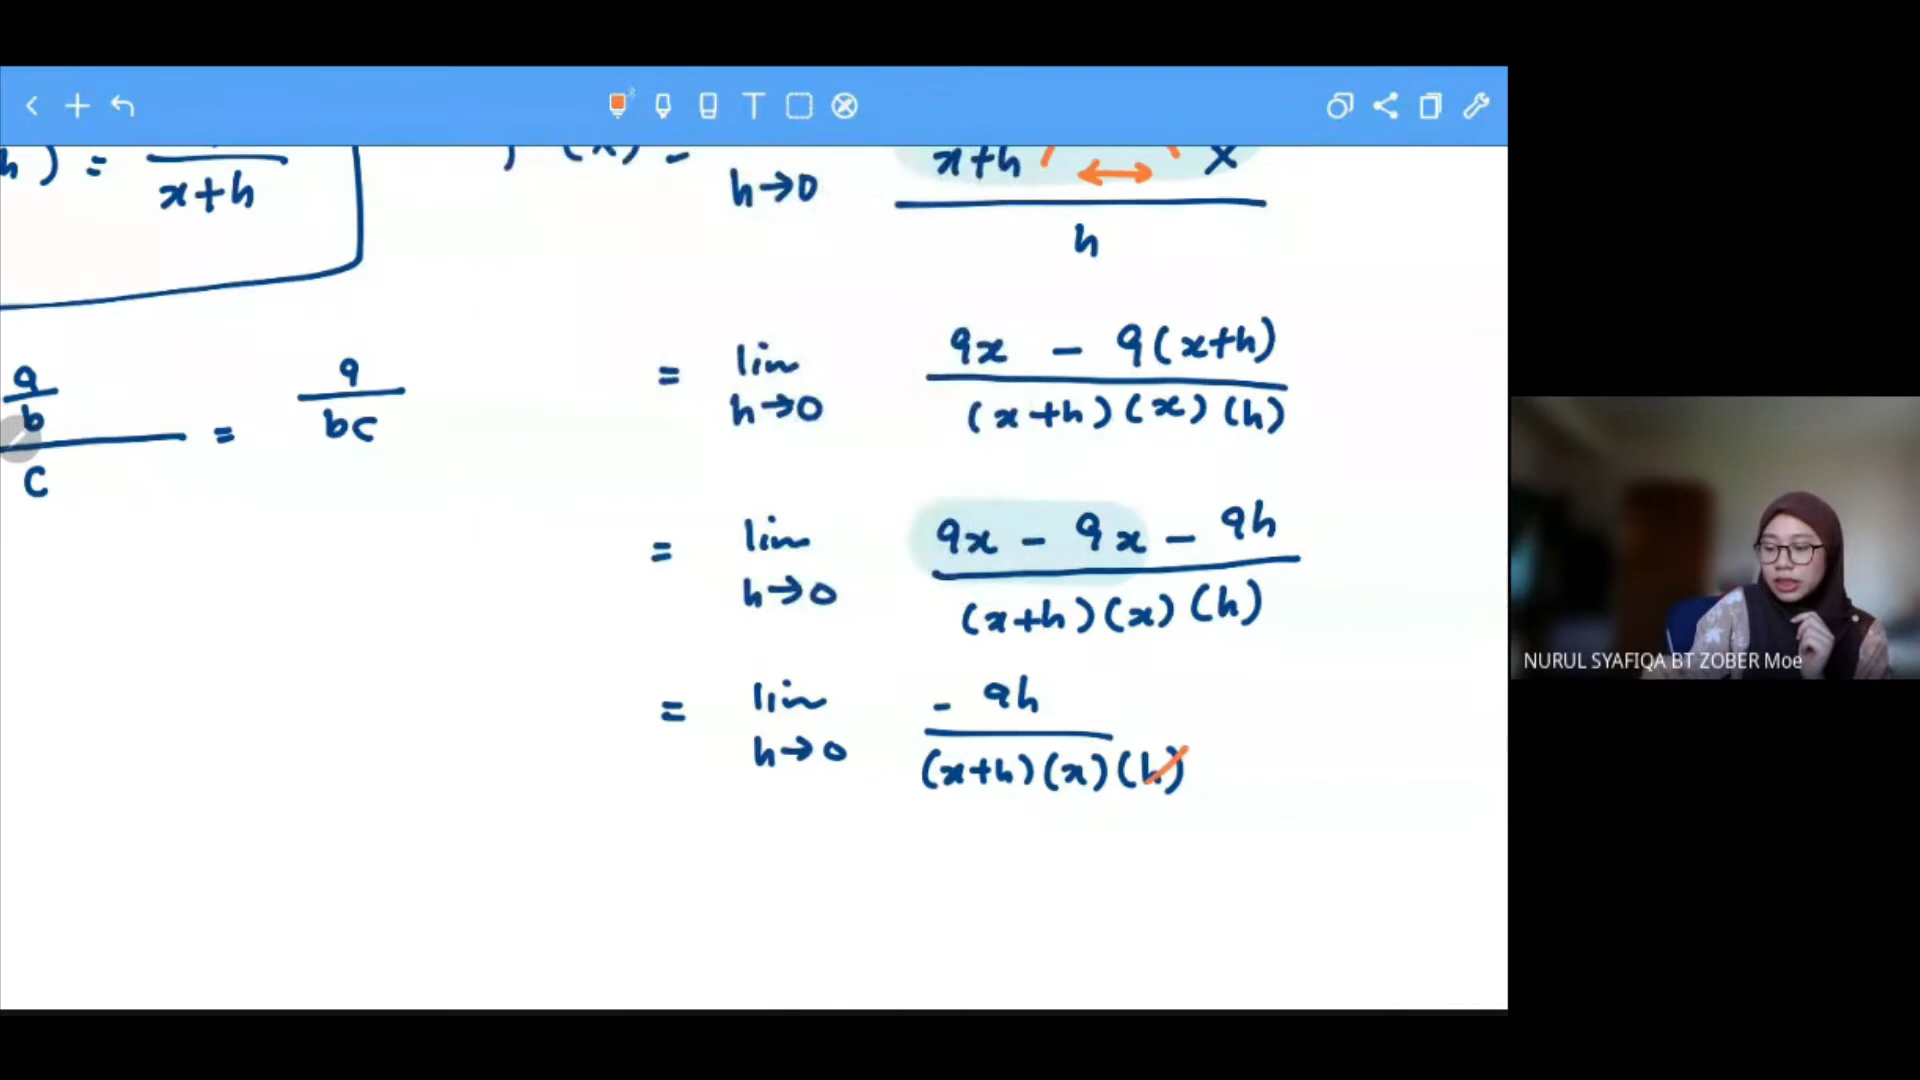 h) = 
x+h
(x) =
h→0
x+h x
h
a
b
c
= a
bc
= lim
h→0
9x - 9(x+h)
(x+h)(x)(h)
= lim
h→0
9x - 9x - 9h
(x+h)(x)(h)
= lim
h→0
- 9h
(x+h)(x)(h)
NURUL SYAFIQA BT ZOBER Moe